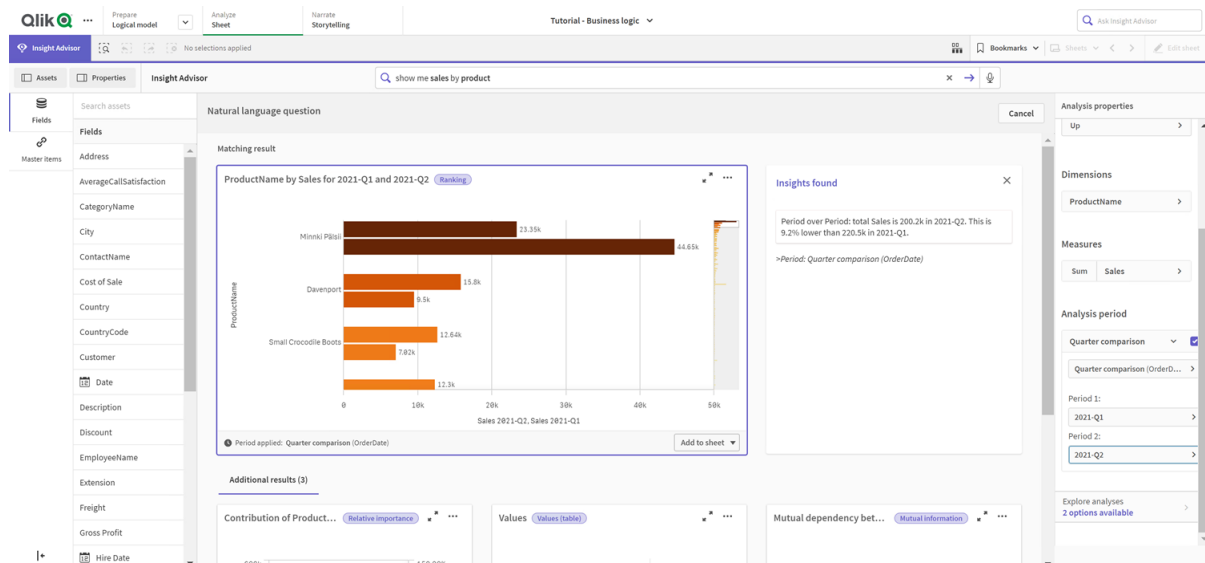 Qlik
Prepare
Logical model
Analyze
Sheet
Narrate
Storytelling
Tutorial - Business logic
Ask Insight Advisor
Insight Advisor
No selections applied
Bookmarks
Sheets
Edit sheet
Assets
Properties
Insight Advisor
show me sales by product
Fields
Master items
Search assets
Fields
Address
AverageCallSatisfaction
CategoryName
City
ContactName
Cost of Sale
Country
CountryCode
Customer
Date
Description
Discount
EmployeeName
Extension
Freight
Gross Profit
Hire Date
Natural language question
Cancel
Matching result
ProductName by Sales for 2021-Q1 and 2021-Q2 Ranking
ProductName
Minnki Pälsii
23.35k
44.65k
Davenport
15.8k
9.5k
Small Crocodile Boots
12.64k
7.02k
12.3k
0 10k 20k 30k 40k 50k
Sales 2021-Q2, Sales 2021-Q1
Period applied: Quarter comparison (OrderDate)
Add to sheet
Insights found
Period over Period: total Sales is 200.2k in 2021-Q2. This is
9.2% lower than 220.5k in 2021-Q1.
>Period: Quarter comparison (OrderDate)
Additional results (3)
Contribution of Product... Relative importance
Values Values (table)
Mutual dependency bet... Mutual information
Analysis properties
Up
Dimensions
ProductName
Measures
Sum Sales
Analysis period
Quarter comparison
Quarter comparison (OrderD...
Period 1:
2021-Q1
Period 2:
2021-Q2
Explore analyses
2 options available